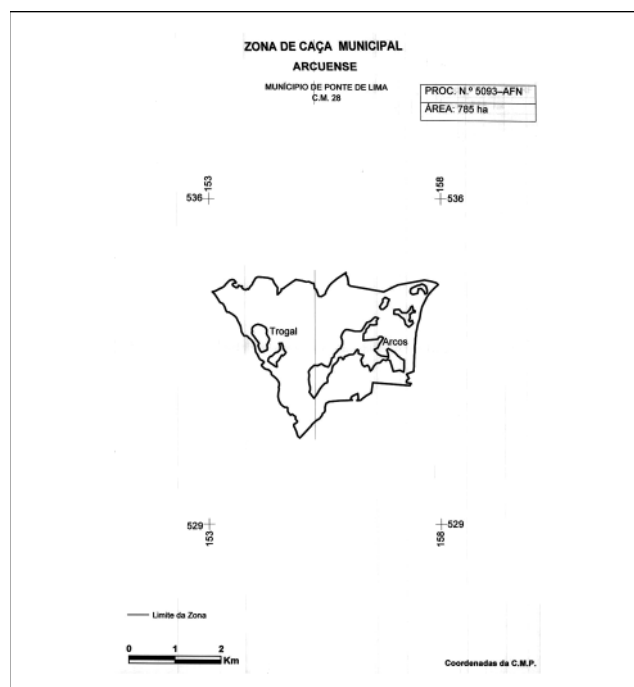 ZONA DE CAÇA MUNICIPAL
ARCUENSE
MUNÍCIPIO DE PONTE DE LIMA
C.M. 28
PROC. N.º 5093–AFN
ÁREA: 785 ha
153
158
536
536
Trogal
Arcos
529
529
153
158
Limite da Zona
0 1 2
Km
Coordenadas da C.M.P.